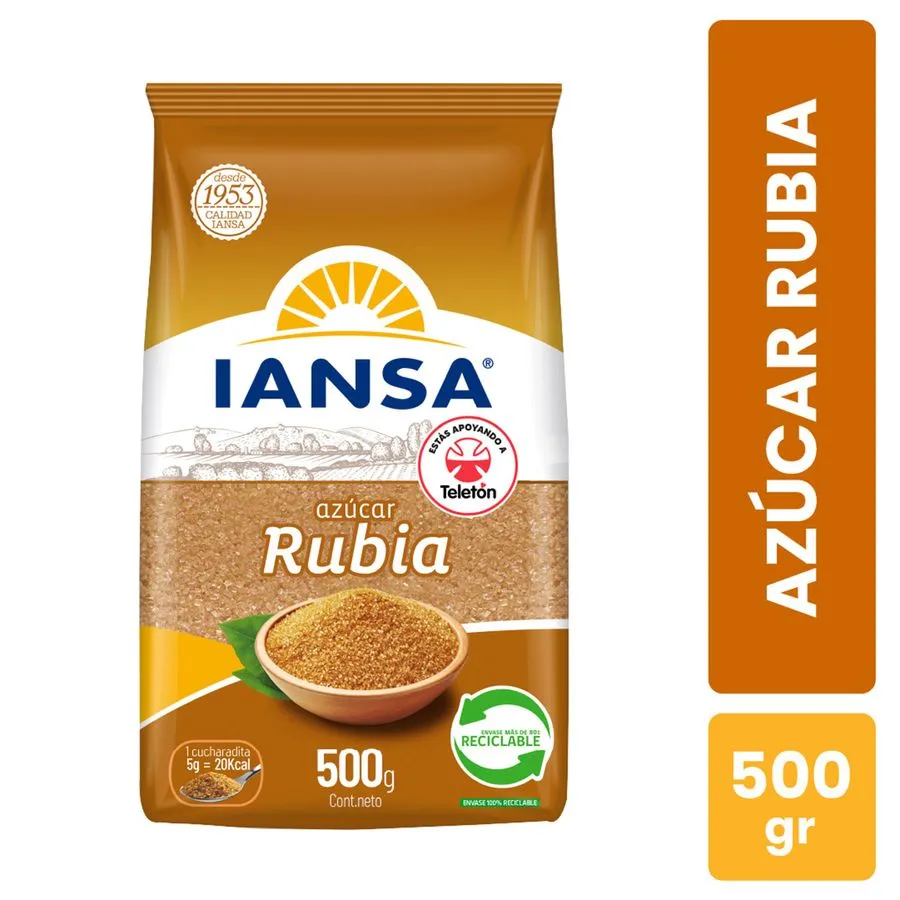 desde
1953
CALIDAD
IANSA
IANSA®
ESTÁS APOYANDO A
Teletón
azúcar
Rubia
1 cucharadita
5g = 20Kcal
500g
Cont.neto
RECICLABLE
ENVASE 100% RECICLABLE
AZÚCAR RUBIA
500
gr